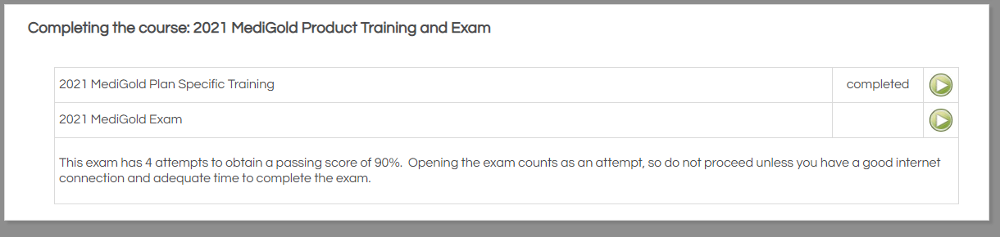 Completing the course: 2021 MediGold Product Training and Exam
2021 MediGold Plan Specific Training completed
2021 MediGold Exam
This exam has 4 attempts to obtain a passing score of 90%.  Opening the exam counts as an attempt, so do not proceed unless you have a good internet
connection and adequate time to complete the exam.